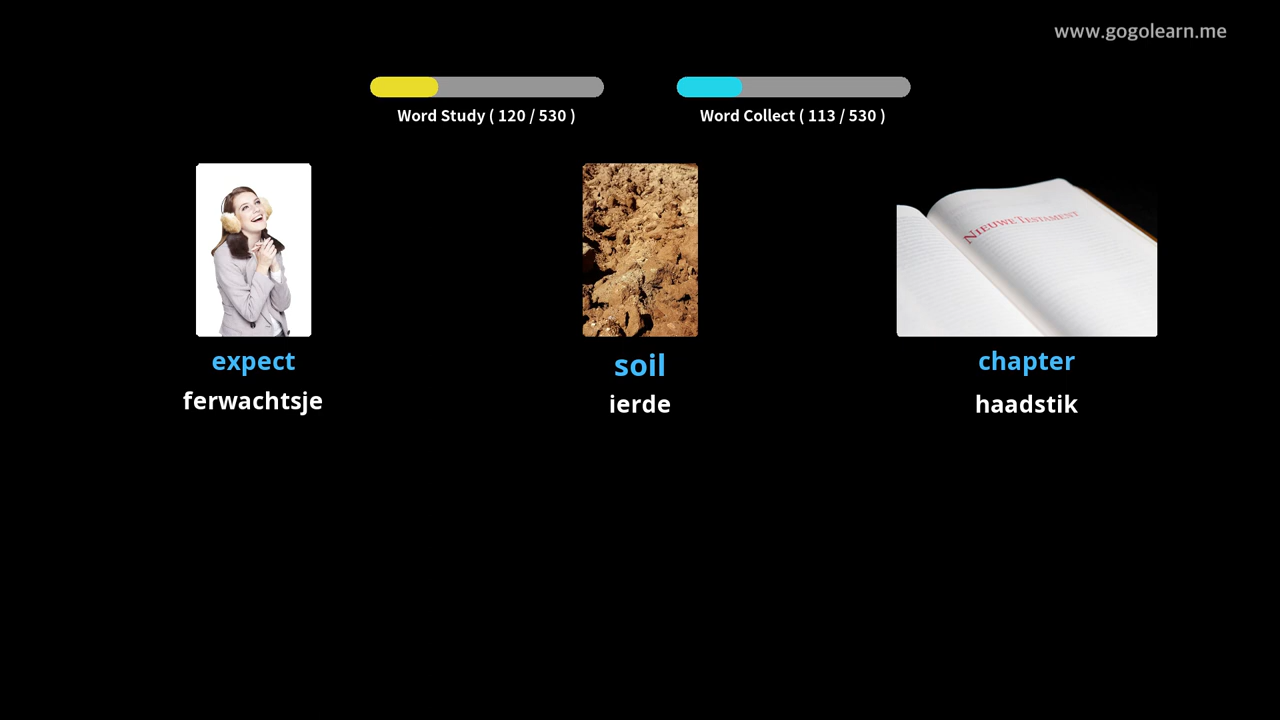 www.gogolearn.me
Word Study ( 120 / 530 )
Word Collect ( 113 / 530 )
NIEUWE TESTAMENT
expect
soil
chapter
ferwachtsje
ierde
haadstik